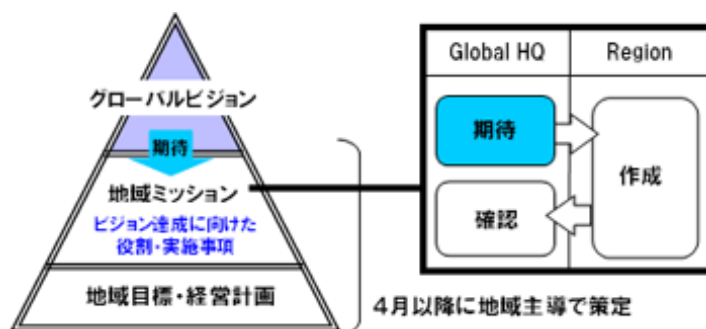 グローバルビジョン
期待
地域ミッション
ビジョン達成に向けた
役割・実施事項
地域目標・経営計画
Global HQ
Region
期待
作成
確認
4月以降に地域主導で策定